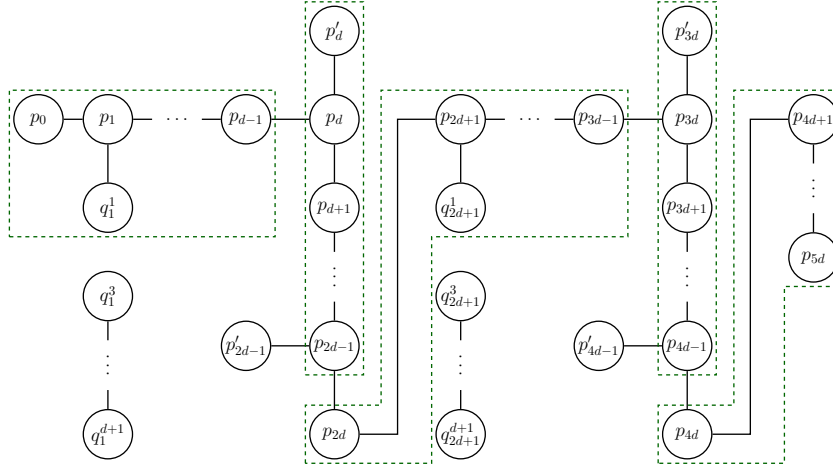 p′_d p′_{3d}
p_0 p_1 ⋯ p_{d−1} p_d p_{2d+1} ⋯ p_{3d−1} p_{3d} p_{4d+1}
q_1^1 p_{d+1} q_{2d+1}^1 p_{3d+1} ⋮
⋮ ⋮ p_{5d}
q_1^3 q_{2d+1}^3
⋮ p′_{2d−1} p_{2d−1} ⋮ p′_{4d−1} p_{4d−1}
q_1^{d+1} p_{2d} q_{2d+1}^{d+1} p_{4d}